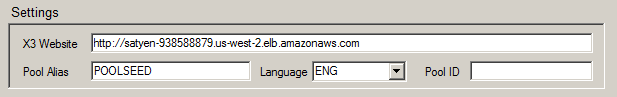 Settings
X3 Website http://satyen-938588879.us-west-2.elb.amazonaws.com
Pool Alias POOLSEED Language ENG Pool ID